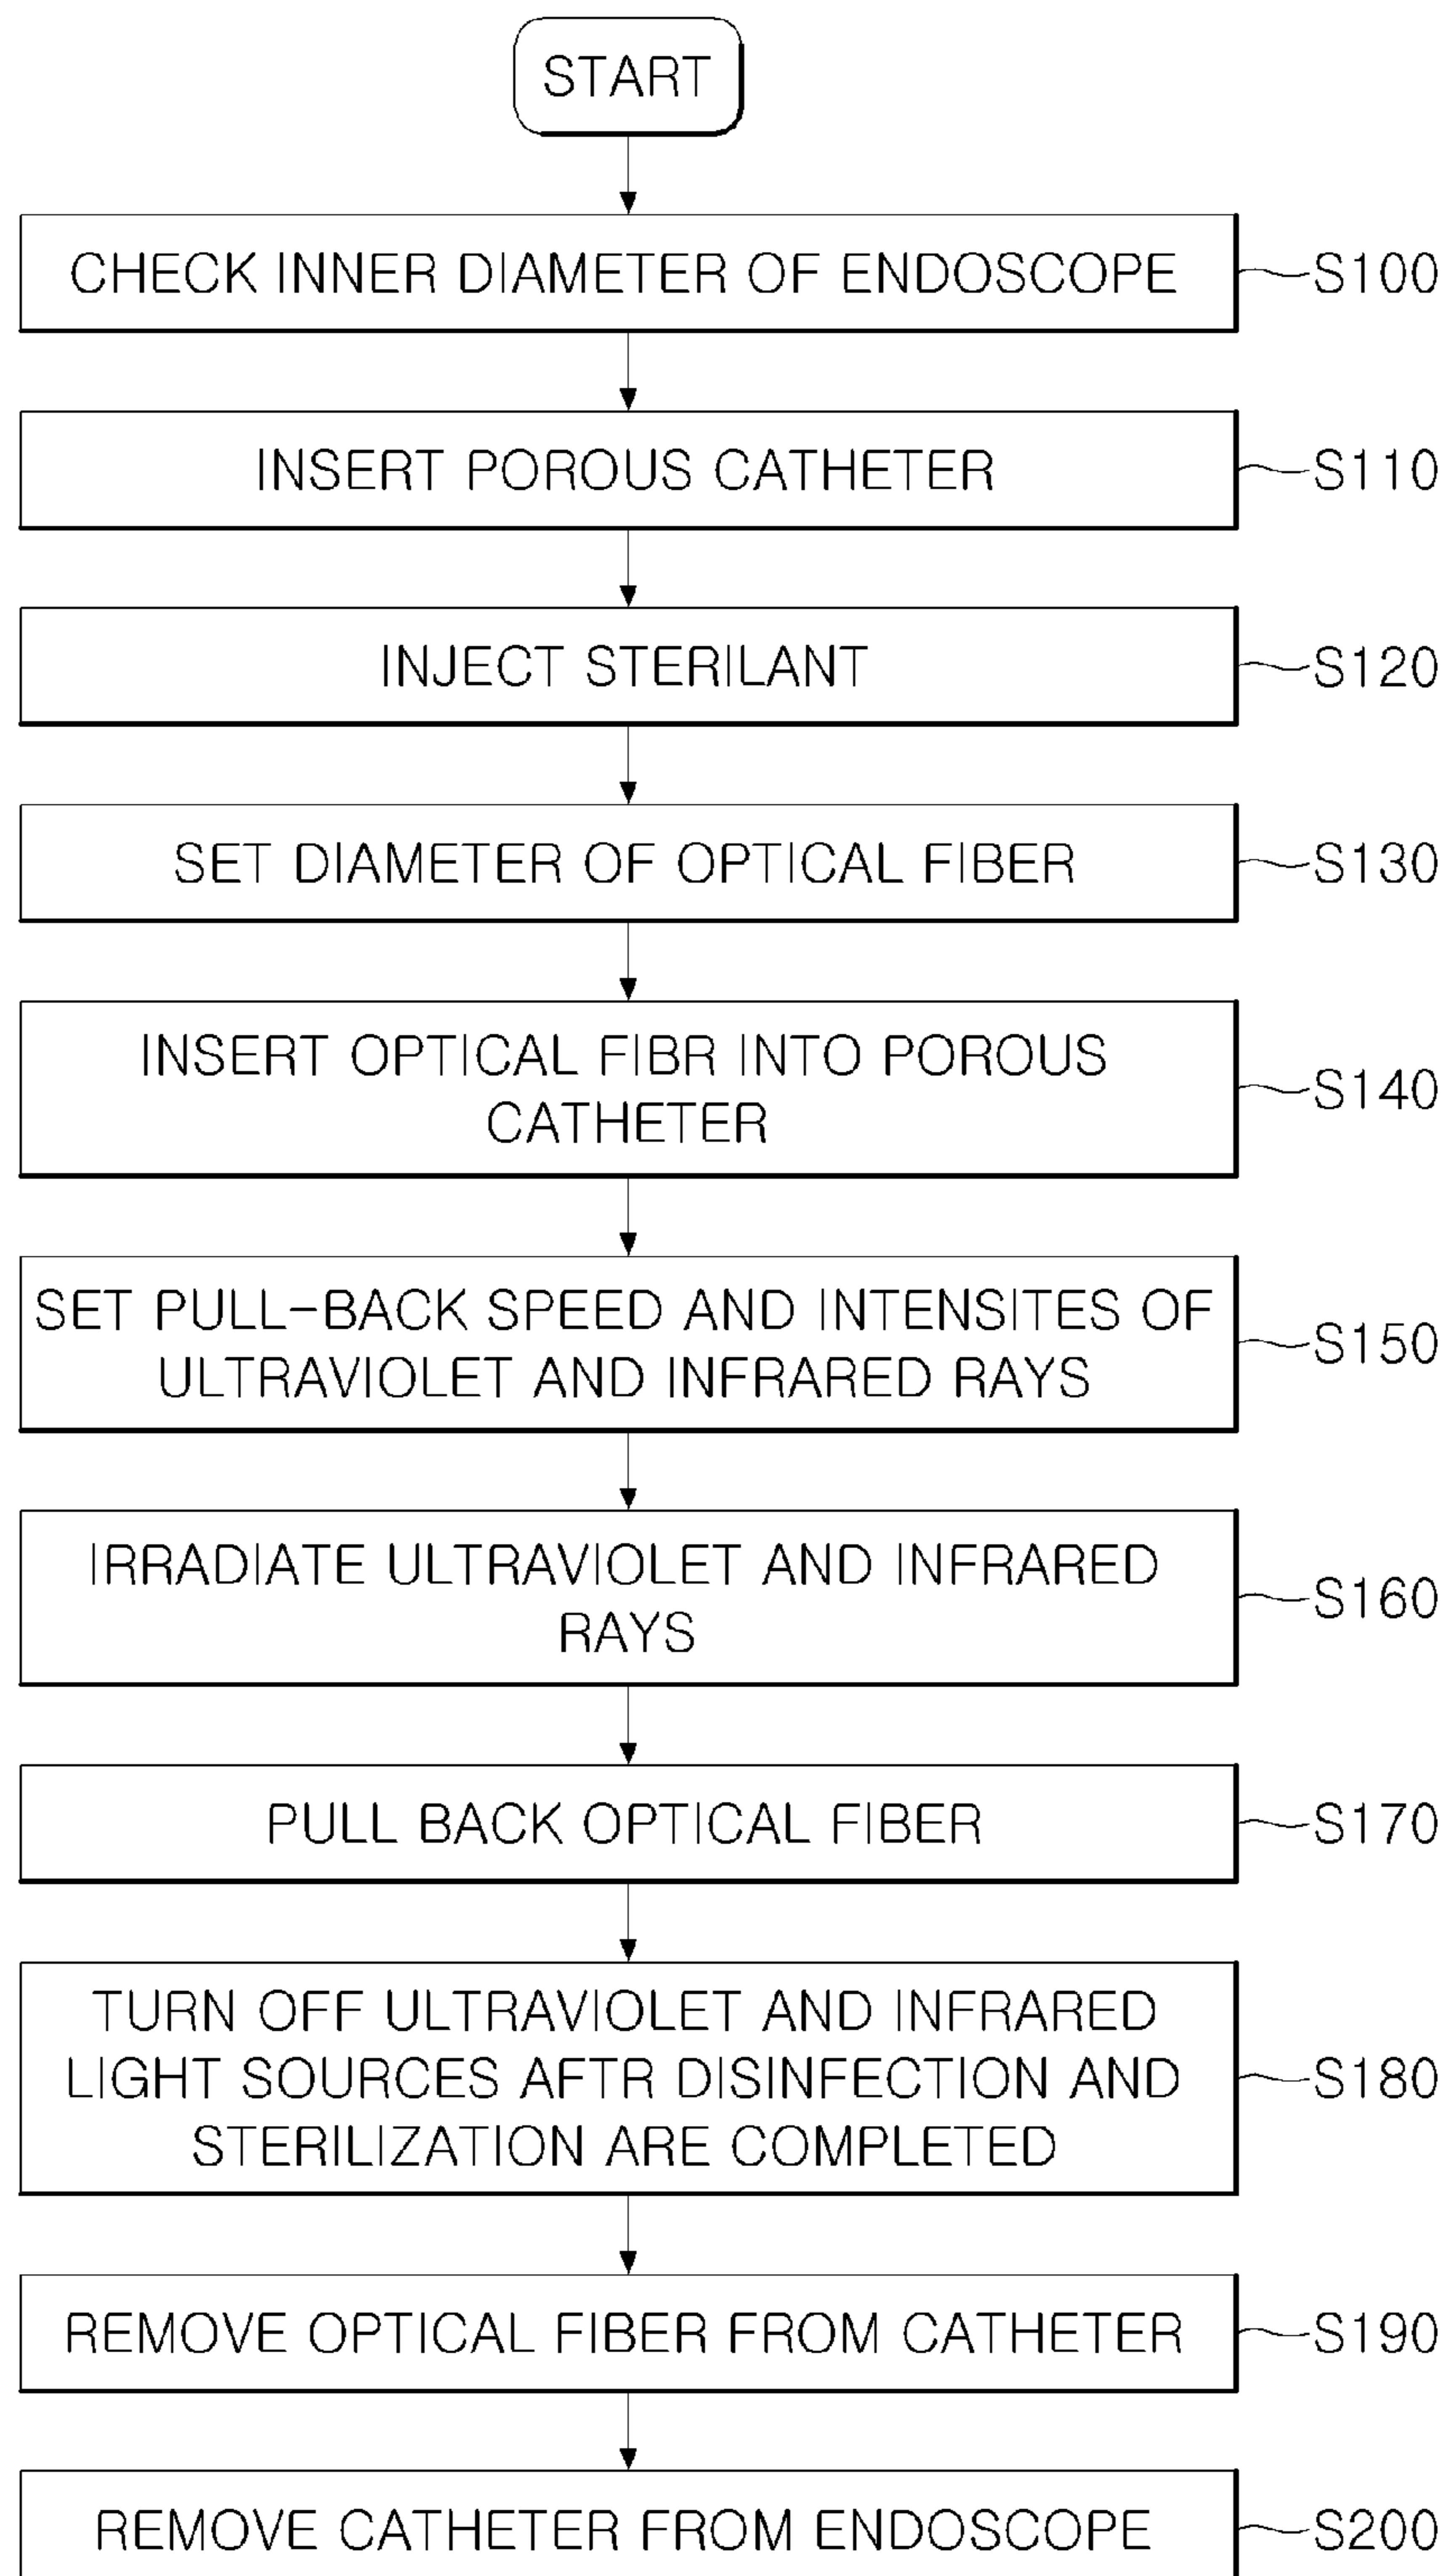 START
CHECK INNER DIAMETER OF ENDOSCOPE
S100
INSERT POROUS CATHETER
S110
INJECT STERILANT
S120
SET DIAMETER OF OPTICAL FIBER
S130
INSERT OPTICAL FIBR INTO POROUS
CATHETER
S140
SET PULL-BACK SPEED AND INTENSITES OF
ULTRAVIOLET AND INFRARED RAYS
S150
IRRADIATE ULTRAVIOLET AND INFRARED
RAYS
S160
PULL BACK OPTICAL FIBER
S170
TURN OFF ULTRAVIOLET AND INFRARED
LIGHT SOURCES AFTR DISINFECTION AND
STERILIZATION ARE COMPLETED
S180
REMOVE OPTICAL FIBER FROM CATHETER
S190
REMOVE CATHETER FROM ENDOSCOPE
S200